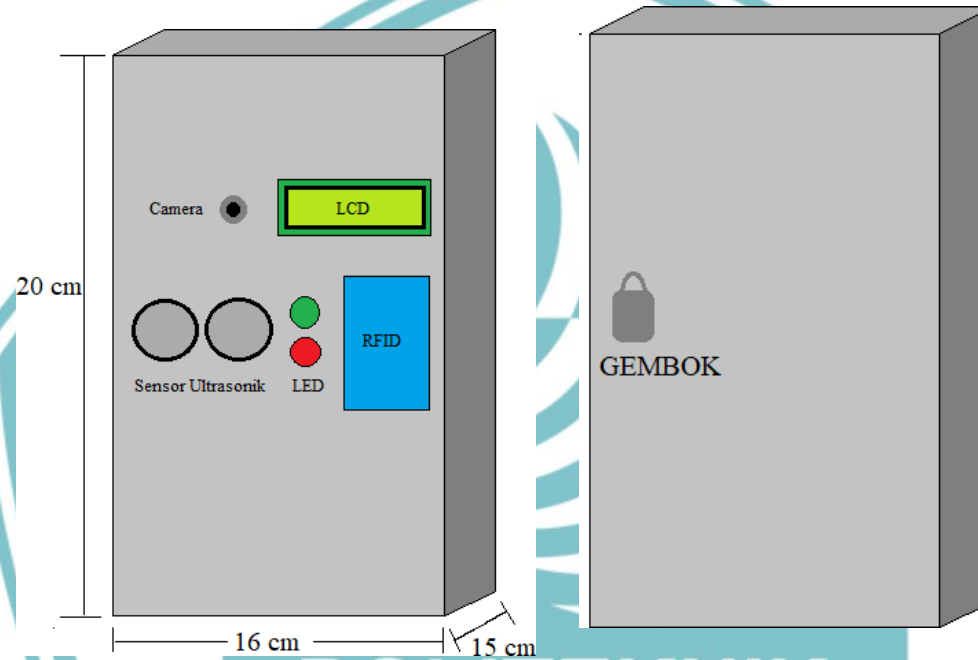 Camera
LCD
20 cm
RFID
Sensor Ultrasonik
LED
GEMBOK
16 cm
15 cm